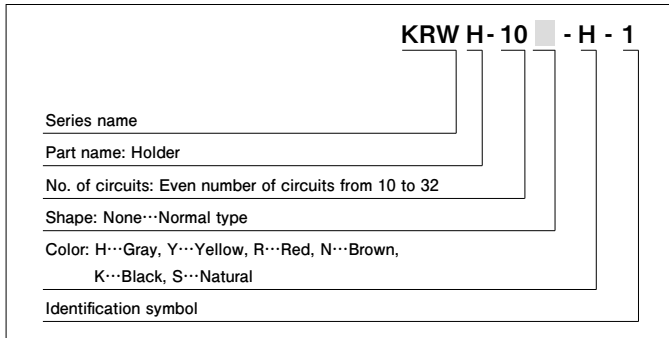 KRW H- 10 - H - 1
Series name
Part name: Holder
No. of circuits: Even number of circuits from 10 to 32
Shape: None···Normal type
Color: H···Gray, Y···Yellow, R···Red, N···Brown,
K···Black, S···Natural
Identification symbol